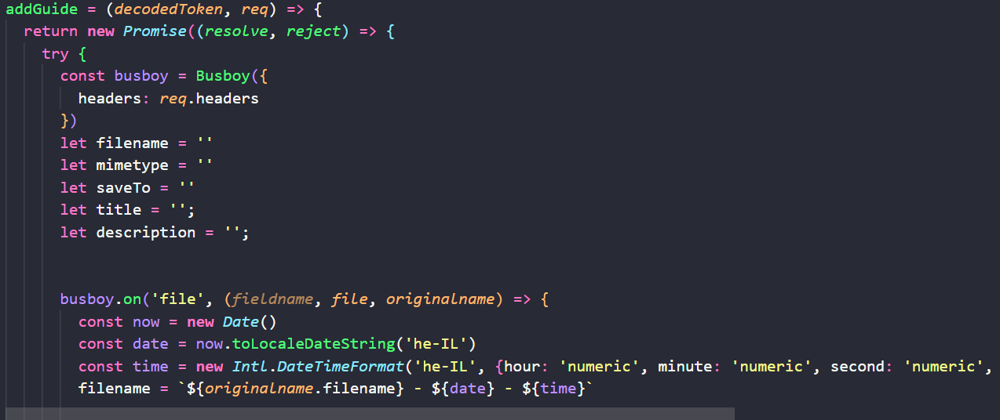 addGuide = (decodedToken, req) => {
return new Promise((resolve, reject) => {
try {
const busboy = Busboy({
headers: req.headers
})
let filename = ''
let mimetype = ''
let saveTo = ''
let title = '';
let description = '';
busboy.on('file', (fieldname, file, originalname) => {
const now = new Date()
const date = now.toLocaleDateString('he-IL')
const time = new Intl.DateTimeFormat('he-IL', {hour: 'numeric', minute: 'numeric', second: 'numeric',
filename = `${originalname.filename} - ${date} - ${time}`